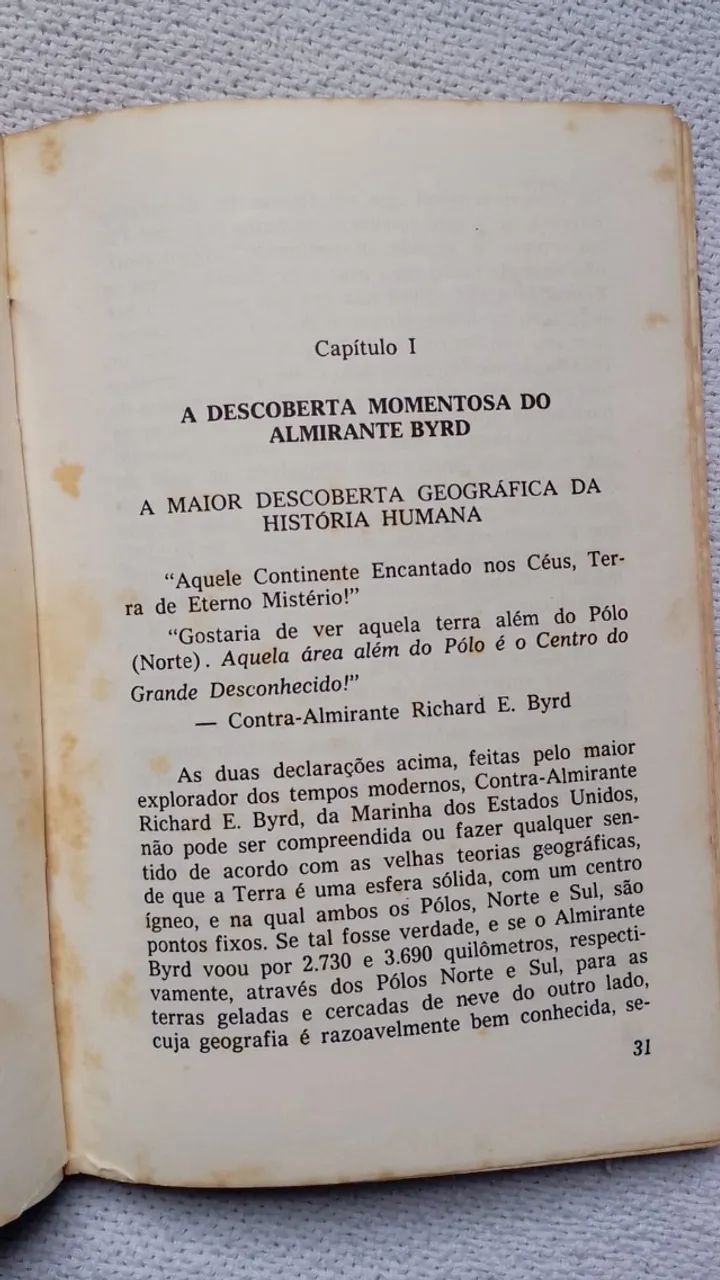 Capítulo I
A DESCOBERTA MOMENTOSA DO
ALMIRANTE BYRD
A MAIOR DESCOBERTA GEOGRÁFICA DA
HISTÓRIA HUMANA
“Aquele Continente Encantado nos Céus, Ter-
ra de Eterno Mistério!”
“Gostaria de ver aquela terra além do Pólo
(Norte). Aquela área além do Pólo é o Centro do
Grande Desconhecido!”
— Contra-Almirante Richard E. Byrd
As duas declarações acima, feitas pelo maior
explorador dos tempos modernos, Contra-Almirante
Richard E. Byrd, da Marinha dos Estados Unidos,
não pode ser compreendida ou fazer qualquer sen-
tido de acordo com as velhas teorias geográficas,
de que a Terra é uma esfera sólida, com um centro
ígneo, e na qual ambos os Pólos, Norte e Sul, são
pontos fixos. Se tal fosse verdade, e se o Almirante
Byrd voou por 2.730 e 3.690 quilômetros, respecti-
vamente, através dos Pólos Norte e Sul, para as
terras geladas e cercadas de neve do outro lado,
cuja geografia é razoavelmente bem conhecida, se-
31